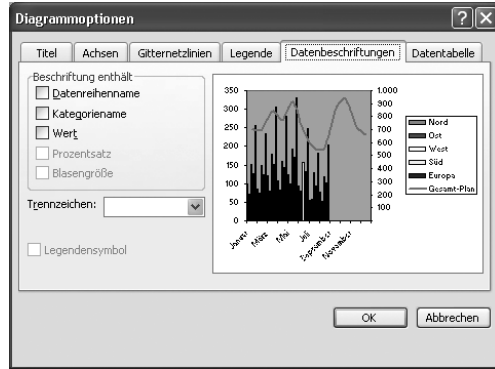 Diagrammoptionen
Titel Achsen Gitternetzlinien Legende Datenbeschriftungen Datentabelle
Beschriftung enthält
Datenreihenname
Kategoriename
Wert
Prozentsatz
Blasengröße
Trennzeichen:
Legendensymbol
350
300
250
200
150
100
50
0
1.000
900
800
700
600
500
400
300
200
100
Januar März Mai Juli September November
Nord
Ost
West
Süd
Europa
Gesamt-Plan
OK Abbrechen